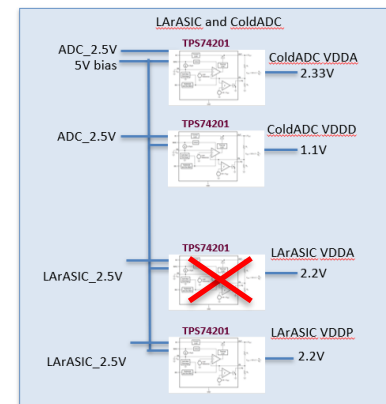 LArASIC and ColdADC
TPS74201
ADC_2.5V
5V bias
ColdADC VDDA
2.33V
TPS74201
ADC_2.5V
ColdADC VDDD
1.1V
TPS74201
LArASIC_2.5V
LArASIC VDDA
2.2V
TPS74201
LArASIC_2.5V
LArASIC VDDP
2.2V